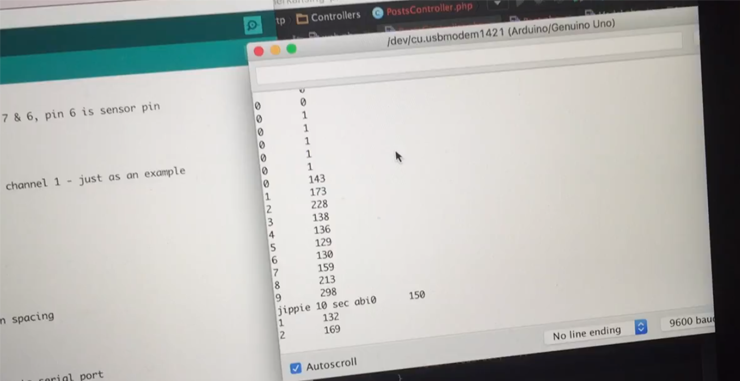 tp Controllers PostsController.php
/dev/cu.usbmodem1421 (Arduino/Genuino Uno)
7 & 6, pin 6 is sensor pin
channel 1 - just as an example
n spacing
serial port
0
0 0
0 1
0 1
0 1
0 1
0 1
0 143
1 173
2 228
3 138
4 136
5 129
6 130
7 159
8 213
9 298
jippie 10 sec abi0 150
1 132
2 169
Autoscroll
No line ending
9600 bau